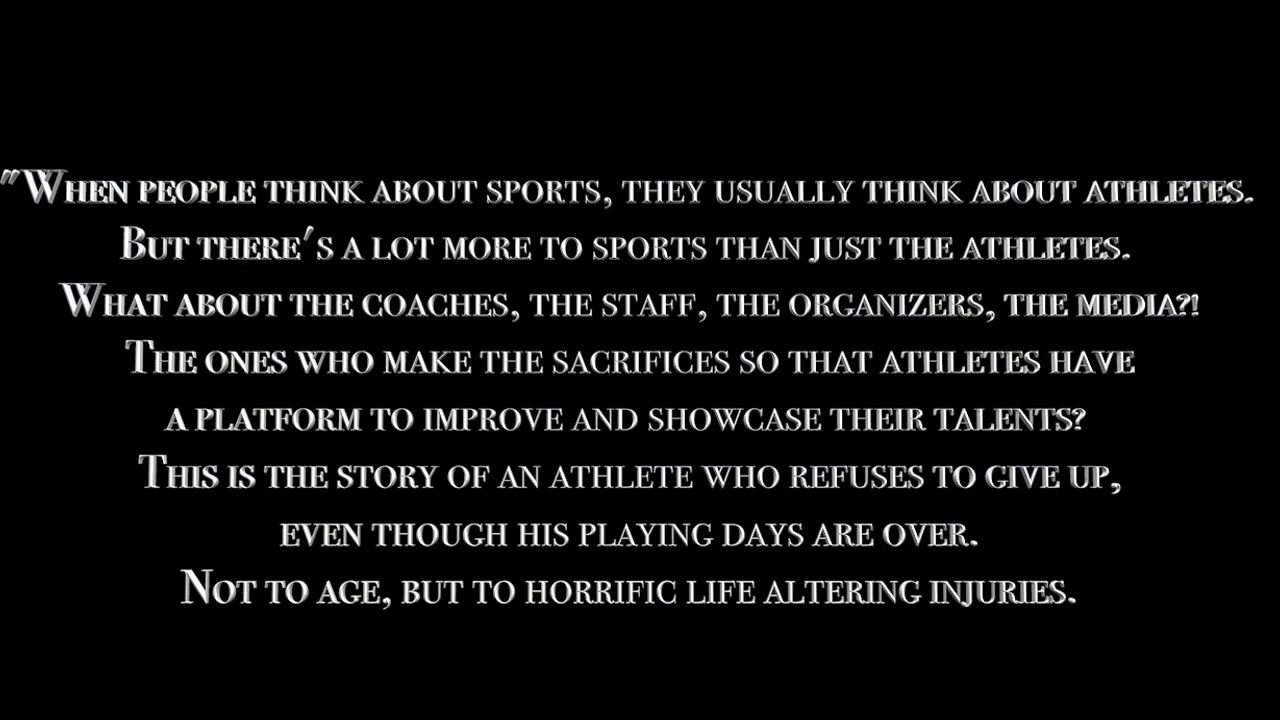 "When people think about sports, they usually think about athletes.
But there's a lot more to sports than just the athletes.
What about the coaches, the staff, the organizers, the media?!
The ones who make the sacrifices so that athletes have
a platform to improve and showcase their talents?
This is the story of an athlete who refuses to give up,
even though his playing days are over.
Not to age, but to horrific life altering injuries.